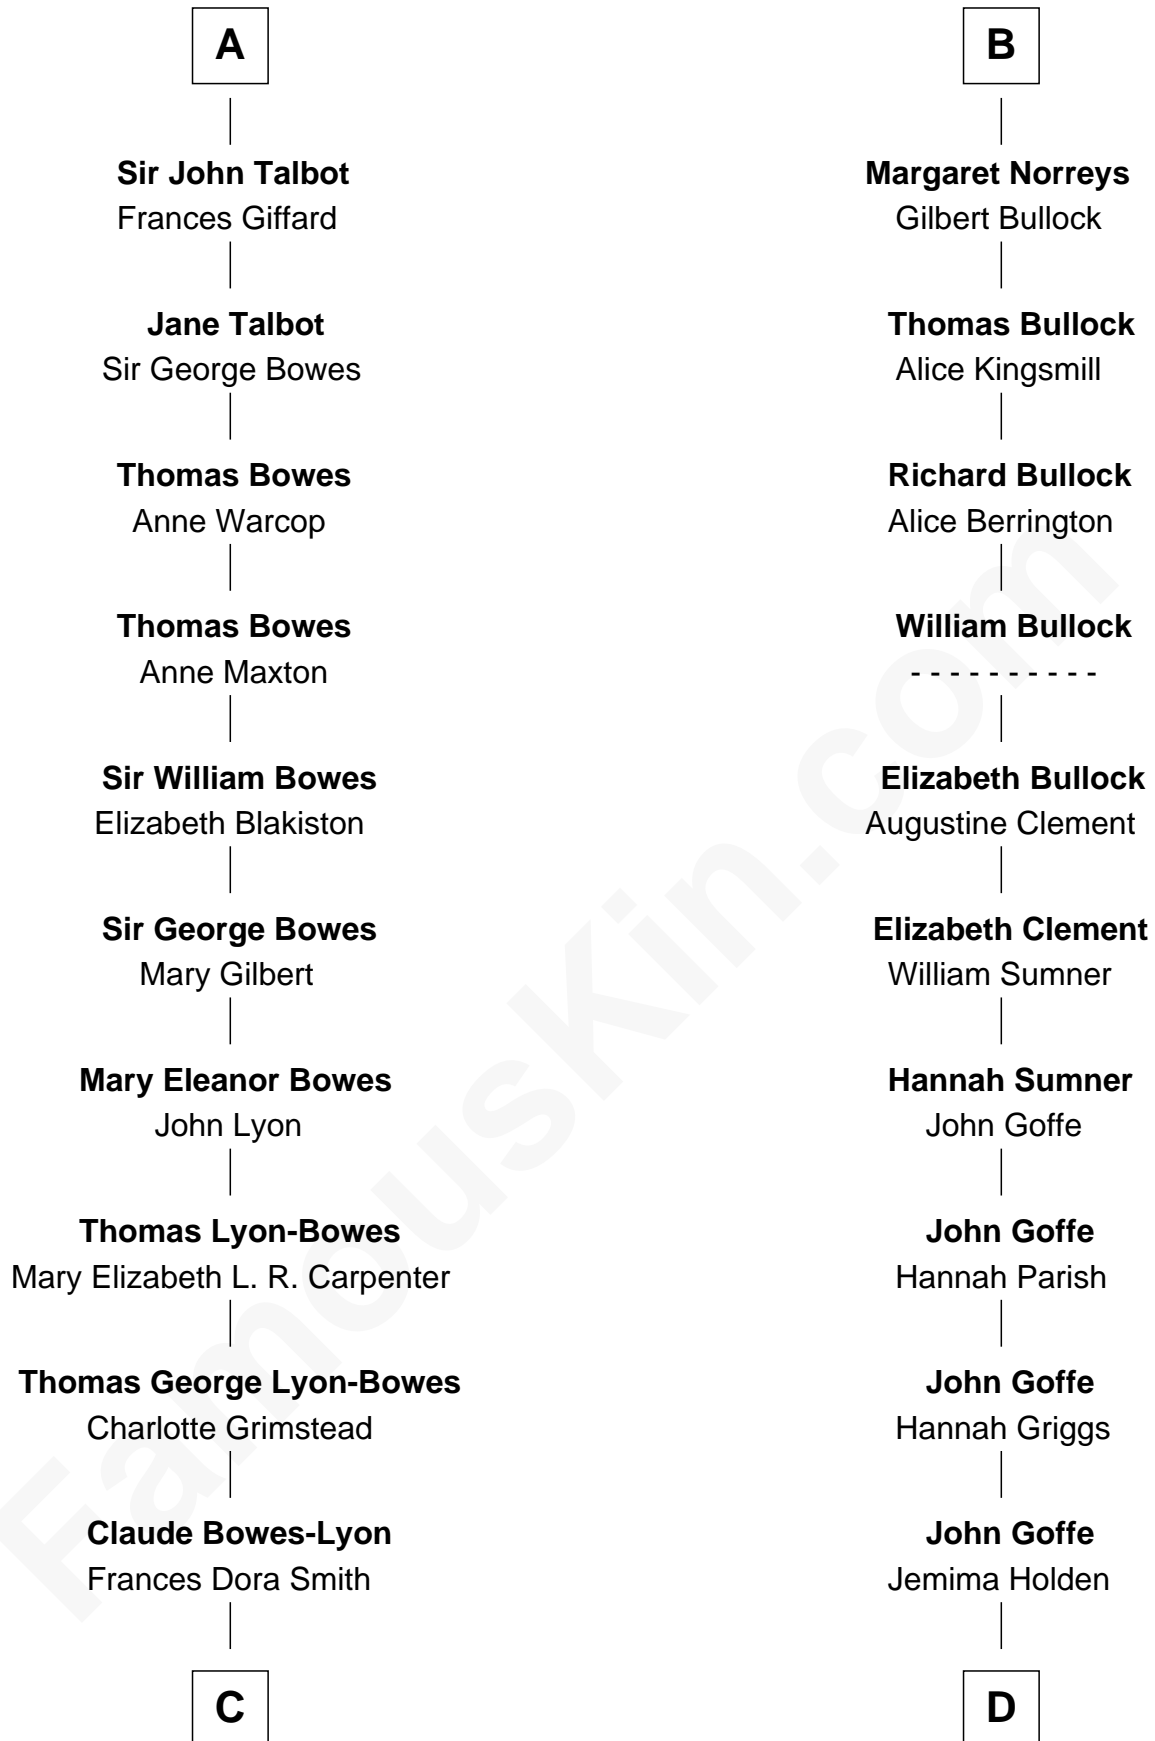 A
Sir John Talbot
Frances Giffard
Jane Talbot
Sir George Bowes
Thomas Bowes
Anne Warcop
Thomas Bowes
Anne Maxton
Sir William Bowes
Elizabeth Blakiston
Sir George Bowes
Mary Gilbert
Mary Eleanor Bowes
John Lyon
Thomas Lyon-Bowes
Mary Elizabeth L. R. Carpenter
Thomas George Lyon-Bowes
Charlotte Grimstead
Claude Bowes-Lyon
Frances Dora Smith
C
B
Margaret Norreys
Gilbert Bullock
Thomas Bullock
Alice Kingsmill
Richard Bullock
Alice Berrington
William Bullock
- - - - - - - - - -
Elizabeth Bullock
Augustine Clement
Elizabeth Clement
William Sumner
Hannah Sumner
John Goffe
John Goffe
Hannah Parish
John Goffe
Hannah Griggs
John Goffe
Jemima Holden
D
FamousKin.com